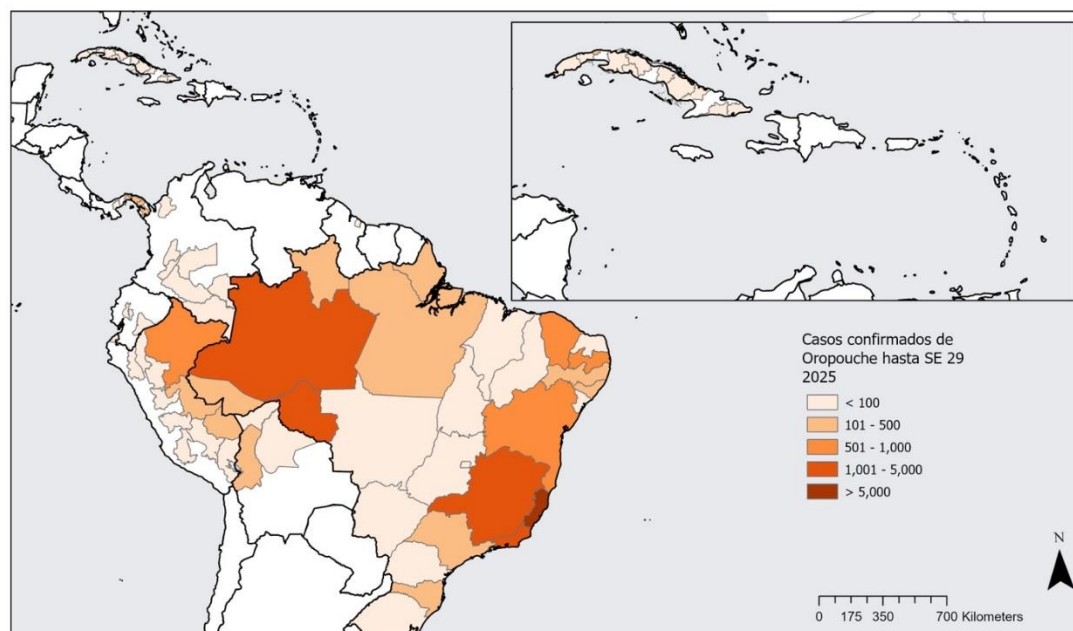 Casos confirmados de
Oropouche hasta SE 29
2025
< 100
101 - 500
501 - 1,000
1,001 - 5,000
> 5,000
N
0 175 350 700 Kilometers